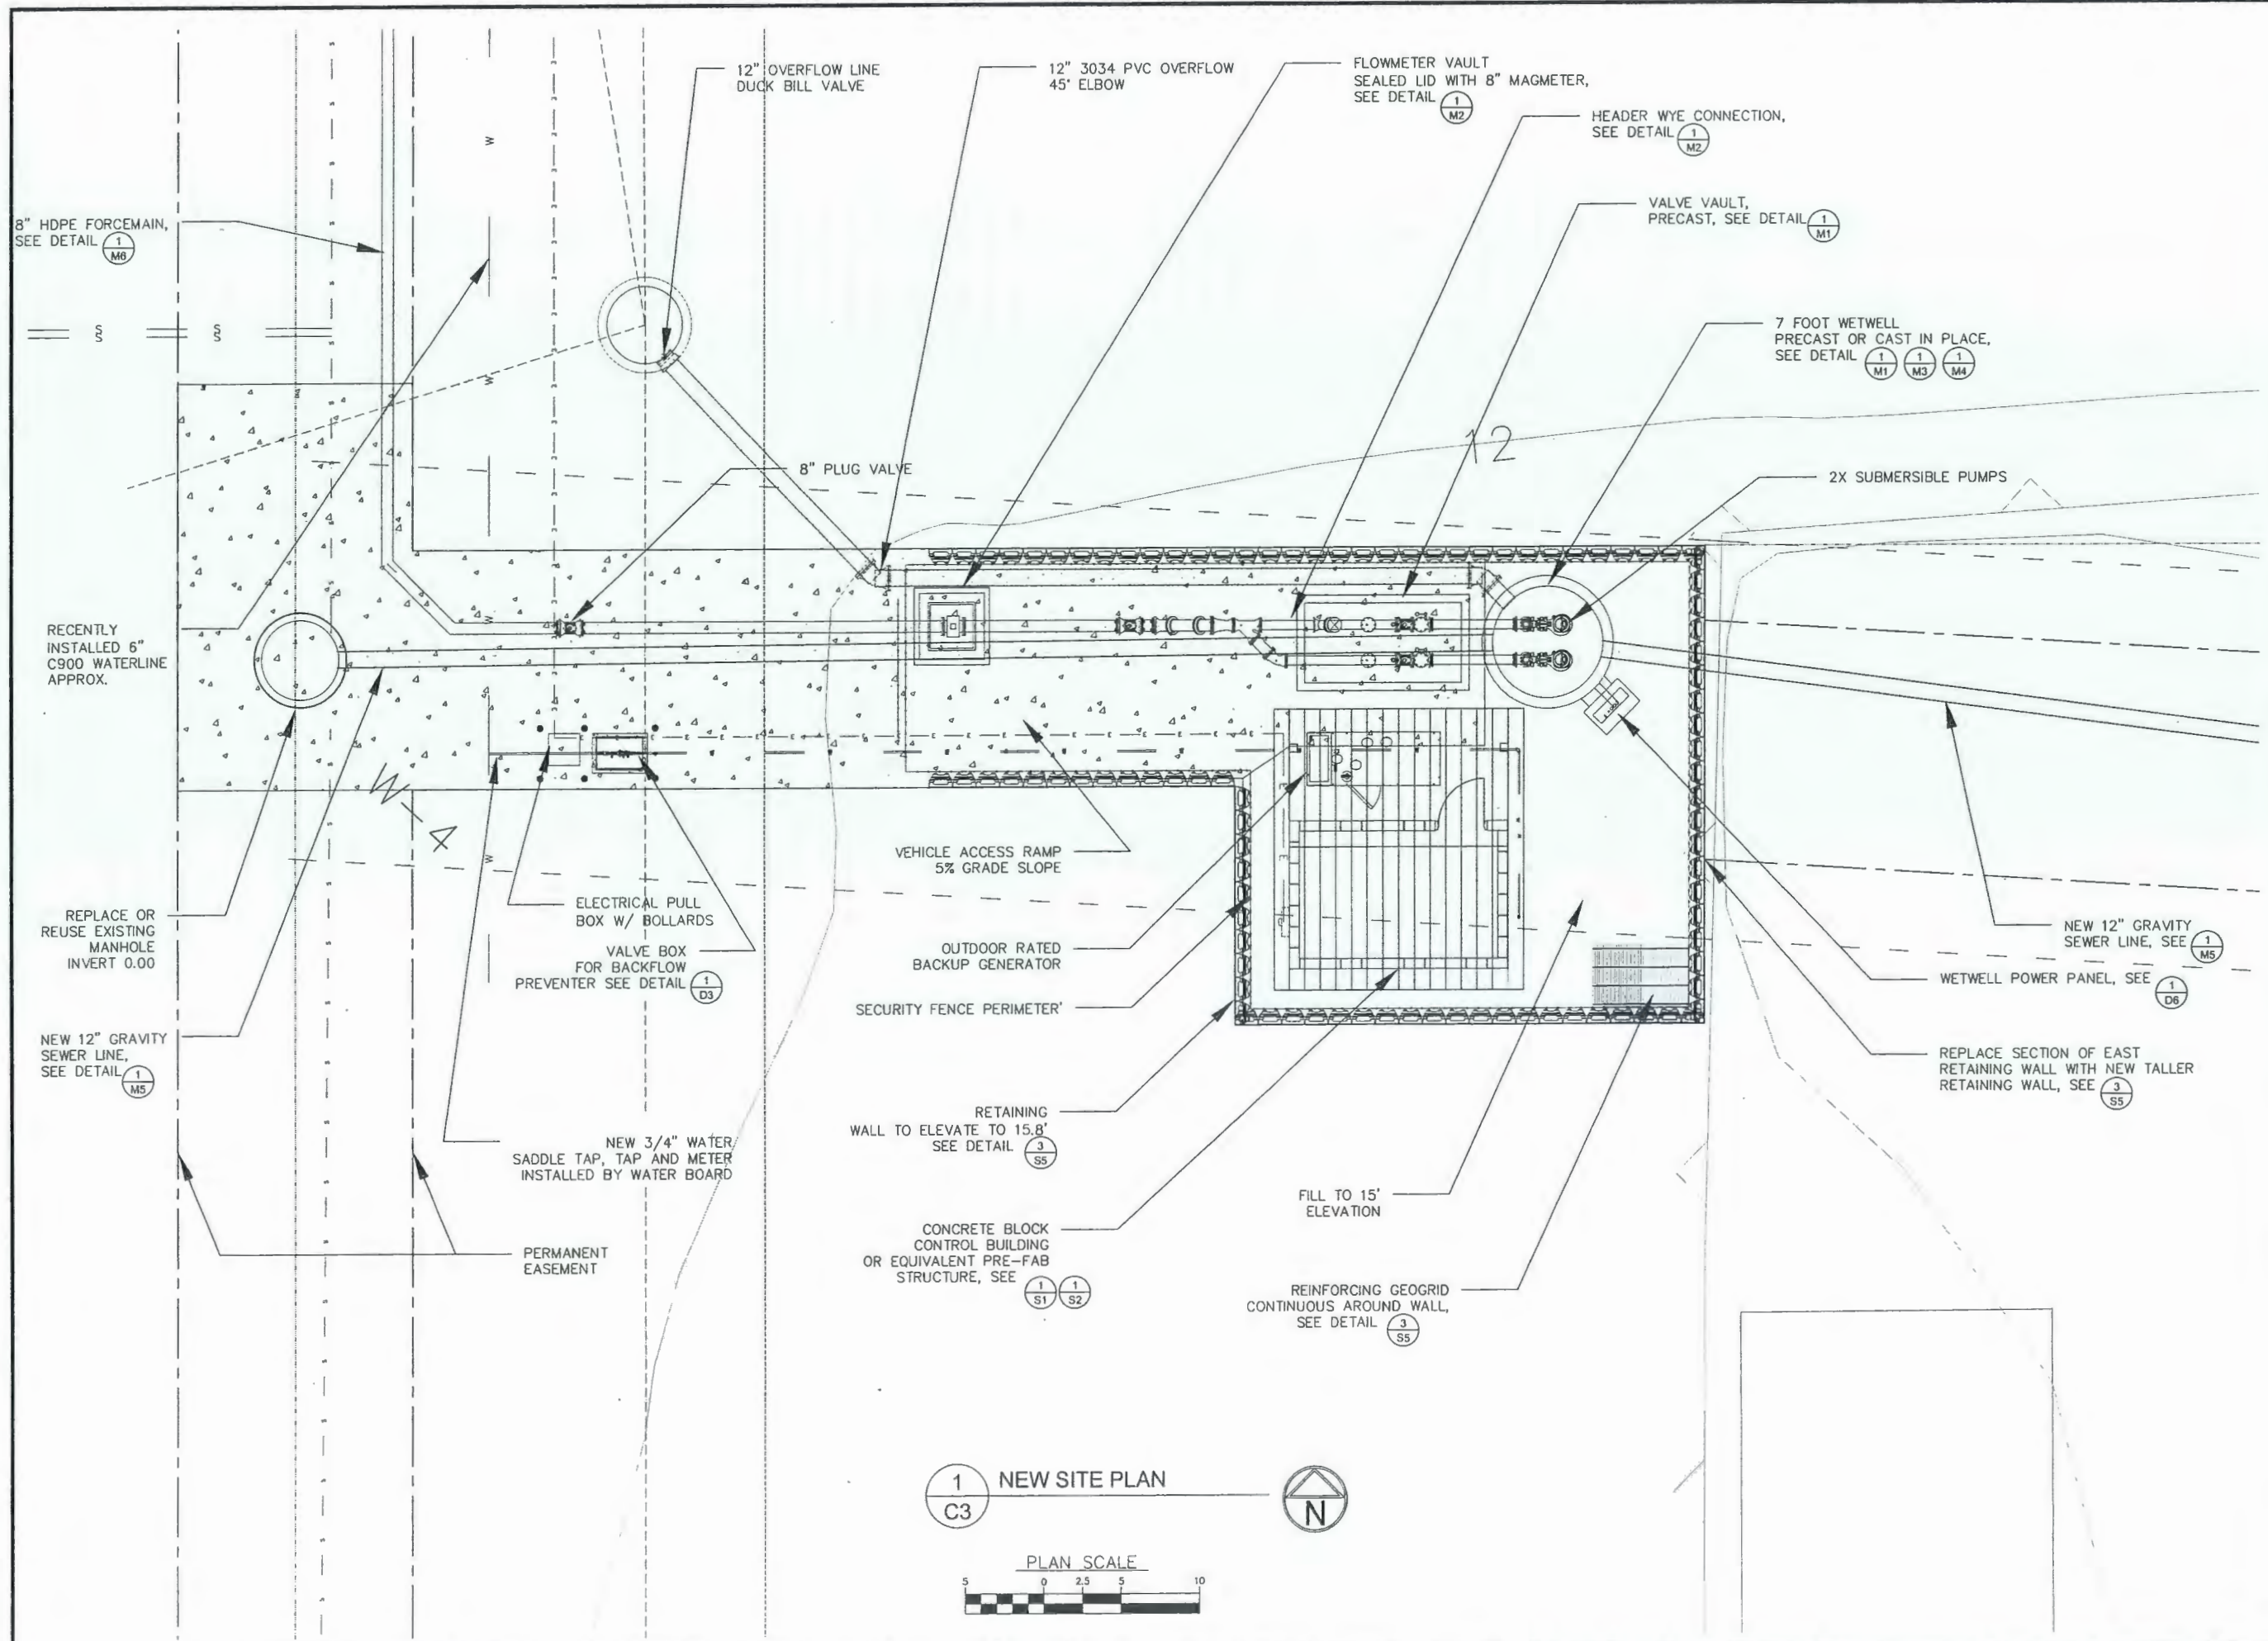 12" OVERFLOW LINE
DUCK BILL VALVE
12" 3034 PVC OVERFLOW
45° ELBOW
FLOWMETER VAULT
SEALED LID WITH 8" MAGMETER,
SEE DETAIL 1 M2
HEADER WYE CONNECTION,
SEE DETAIL 1 M2
VALVE VAULT,
PRECAST, SEE DETAIL 1 M1
8" HDPE FORCEMAIN,
SEE DETAIL 1 M6
7 FOOT WETWELL
PRECAST OR CAST IN PLACE,
SEE DETAIL 1 M1 1 M3 1 M4
S S
W
W
12
8" PLUG VALVE
2X SUBMERSIBLE PUMPS
RECENTLY
INSTALLED 6"
C900 WATERLINE
APPROX.
W
E E E E E E E E
W-4
VEHICLE ACCESS RAMP
5% GRADE SLOPE
W
REPLACE OR
REUSE EXISTING
MANHOLE
INVERT 0.00
ELECTRICAL PULL
BOX W/ BOLLARDS
VALVE BOX
FOR BACKFLOW
PREVENTER SEE DETAIL 1 D3
OUTDOOR RATED
BACKUP GENERATOR
SECURITY FENCE PERIMETER'
NEW 12" GRAVITY
SEWER LINE, SEE 1 M5
WETWELL POWER PANEL, SEE 1 D6
NEW 12" GRAVITY
SEWER LINE,
SEE DETAIL 1 M5
REPLACE SECTION OF EAST
RETAINING WALL WITH NEW TALLER
RETAINING WALL, SEE 3 S5
RETAINING
WALL TO ELEVATE TO 15.8'
SEE DETAIL 3 S5
NEW 3/4" WATER
SADDLE TAP, TAP AND METER
INSTALLED BY WATER BOARD
FILL TO 15'
ELEVATION
CONCRETE BLOCK
CONTROL BUILDING
OR EQUIVALENT PRE-FAB
STRUCTURE, SEE 1 S1 1 S2
PERMANENT
EASEMENT
REINFORCING GEOGRID
CONTINUOUS AROUND WALL,
SEE DETAIL 3 S5
1 C3 NEW SITE PLAN
N
PLAN SCALE
5 0 2.5 5 10